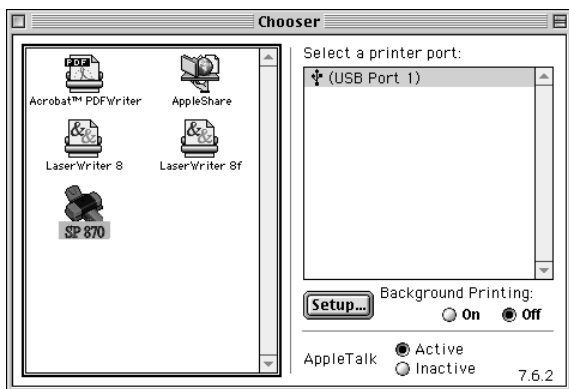 Chooser
PDF
Acrobat™ PDFWriter
AppleShare
LaserWriter 8
LaserWriter 8f
SP 870
Select a printer port:
(USB Port 1)
Setup...
Background Printing:
On
Off
AppleTalk
Active
Inactive
7.6.2